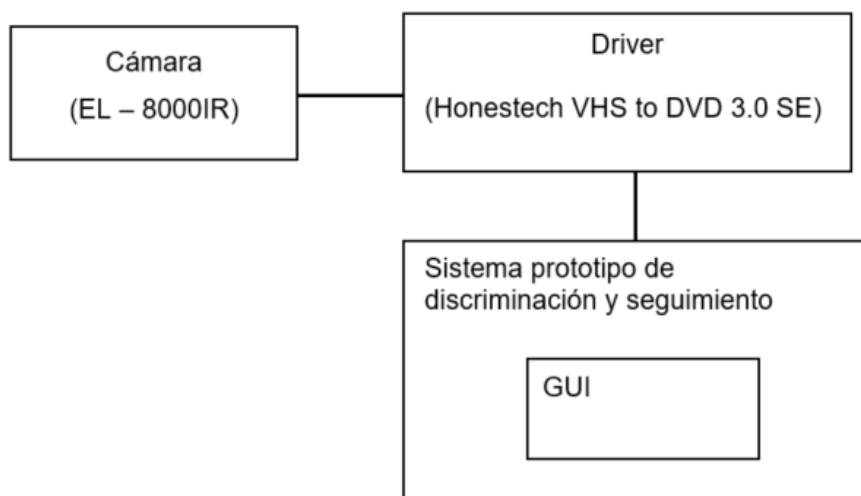 Cámara
(EL – 8000IR)
Driver
(Honestech VHS to DVD 3.0 SE)
Sistema prototipo de
discriminación y seguimiento
GUI